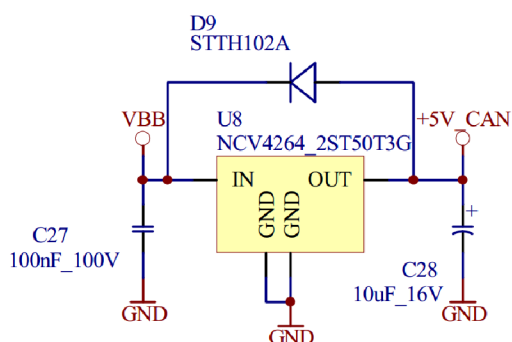 D9
STTH102A
VBB
U8
NCV4264_2ST50T3G
+5V_CAN
IN
OUT
GND
GND
+
C27
100nF_100V
C28
10uF_16V
GND
GND
GND